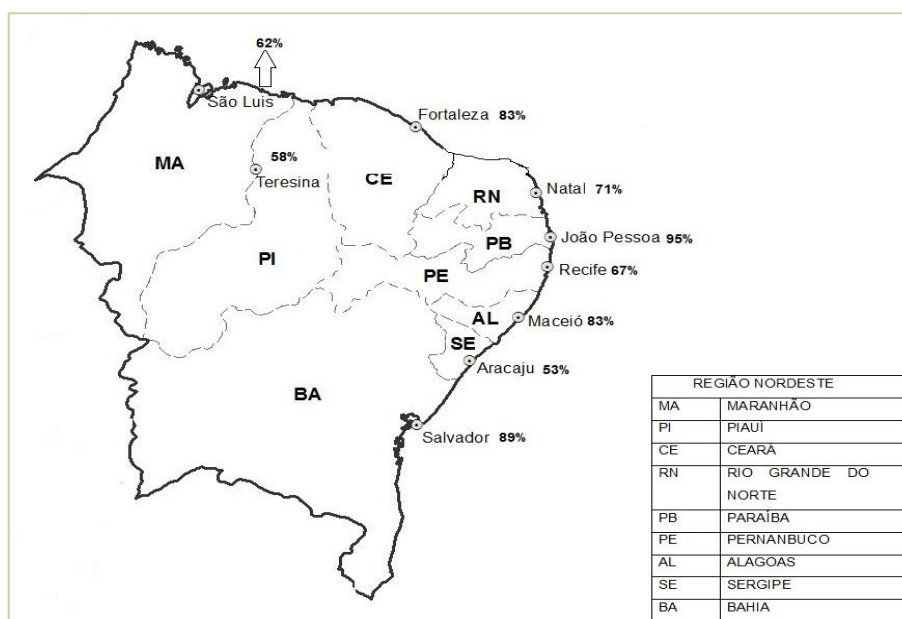 62%
São Luis
Fortaleza 83%
MA
58%
Teresina
CE
RN
Natal 71%
PB
João Pessoa 95%
PI
PE
Recife 67%
AL
Maceió 83%
SE
Aracaju 53%
BA
Salvador 89%
REGIÃO NORDESTE
MA MARANHÃO
PI PIAUÍ
CE CEARÁ
RN RIO GRANDE DO
NORTE
PB PARAÍBA
PE PERNANBUCO
AL ALAGOAS
SE SERGIPE
BA BAHIA